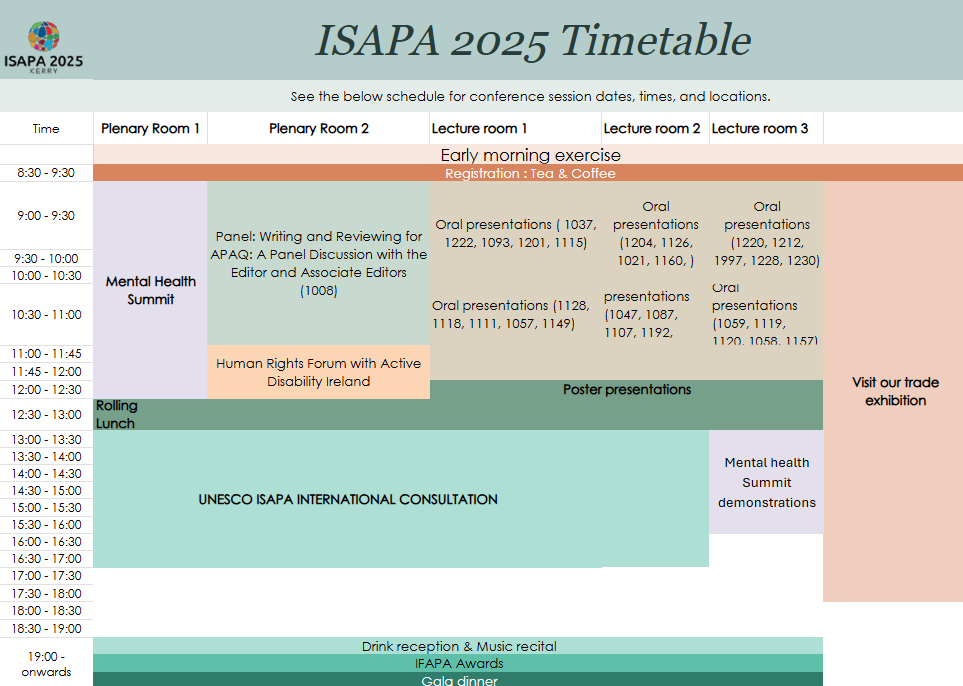 ISAPA 2025
KERRY
ISAPA 2025 Timetable
See the below schedule for conference session dates, times, and locations.
Time
Plenary Room 1
Plenary Room 2
Lecture room 1
Lecture room 2
Lecture room 3
Early morning exercise
8:30 - 9:30
Registration : Tea & Coffee
9:00 - 9:30
9:30 - 10:00
10:00 - 10:30
10:30 - 11:00
11:00 - 11:45
11:45 - 12:00
12:00 - 12:30
12:30 - 13:00
13:00 - 13:30
13:30 - 14:00
14:00 - 14:30
14:30 - 15:00
15:00 - 15:30
15:30 - 16:00
16:00 - 16:30
16:30 - 17:00
17:00 - 17:30
17:30 - 18:00
18:00 - 18:30
18:30 - 19:00
19:00 -
onwards
Mental Health
Summit
Panel: Writing and Reviewing for
APAQ: A Panel Discussion with the
Editor and Associate Editors
(1008)
Human Rights Forum with Active
Disability Ireland
Oral presentations ( 1037,
1222, 1093, 1201, 1115)
Oral presentations (1128,
1118, 1111, 1057, 1149)
Oral
presentations
(1204, 1126,
1021, 1160, )
presentations
(1047, 1087,
1107, 1192,
Oral
presentations
(1220, 1212,
1997, 1228, 1230)
Oral
presentations
(1059, 1119,
1120, 1058, 1157)
Poster presentations
Rolling
Lunch
UNESCO ISAPA INTERNATIONAL CONSULTATION
Mental health
Summit
demonstrations
Visit our trade
exhibition
Drink reception & Music recital
IFAPA Awards
Gala dinner